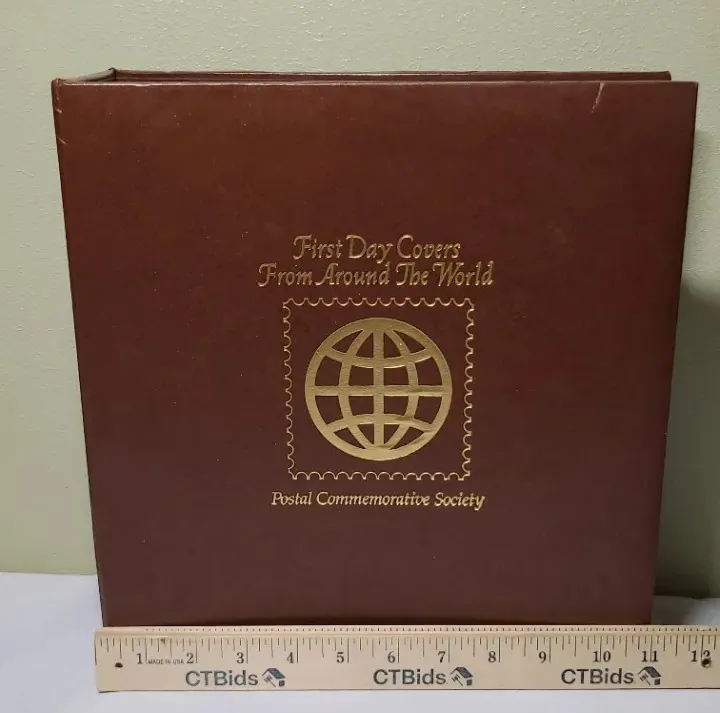 First Day Covers
From Around The World
Postal Commemorative Society
1 MADE IN USA 2 3 4 5 6 7 8 9 10 11 12
CTBids CTBids CTBids